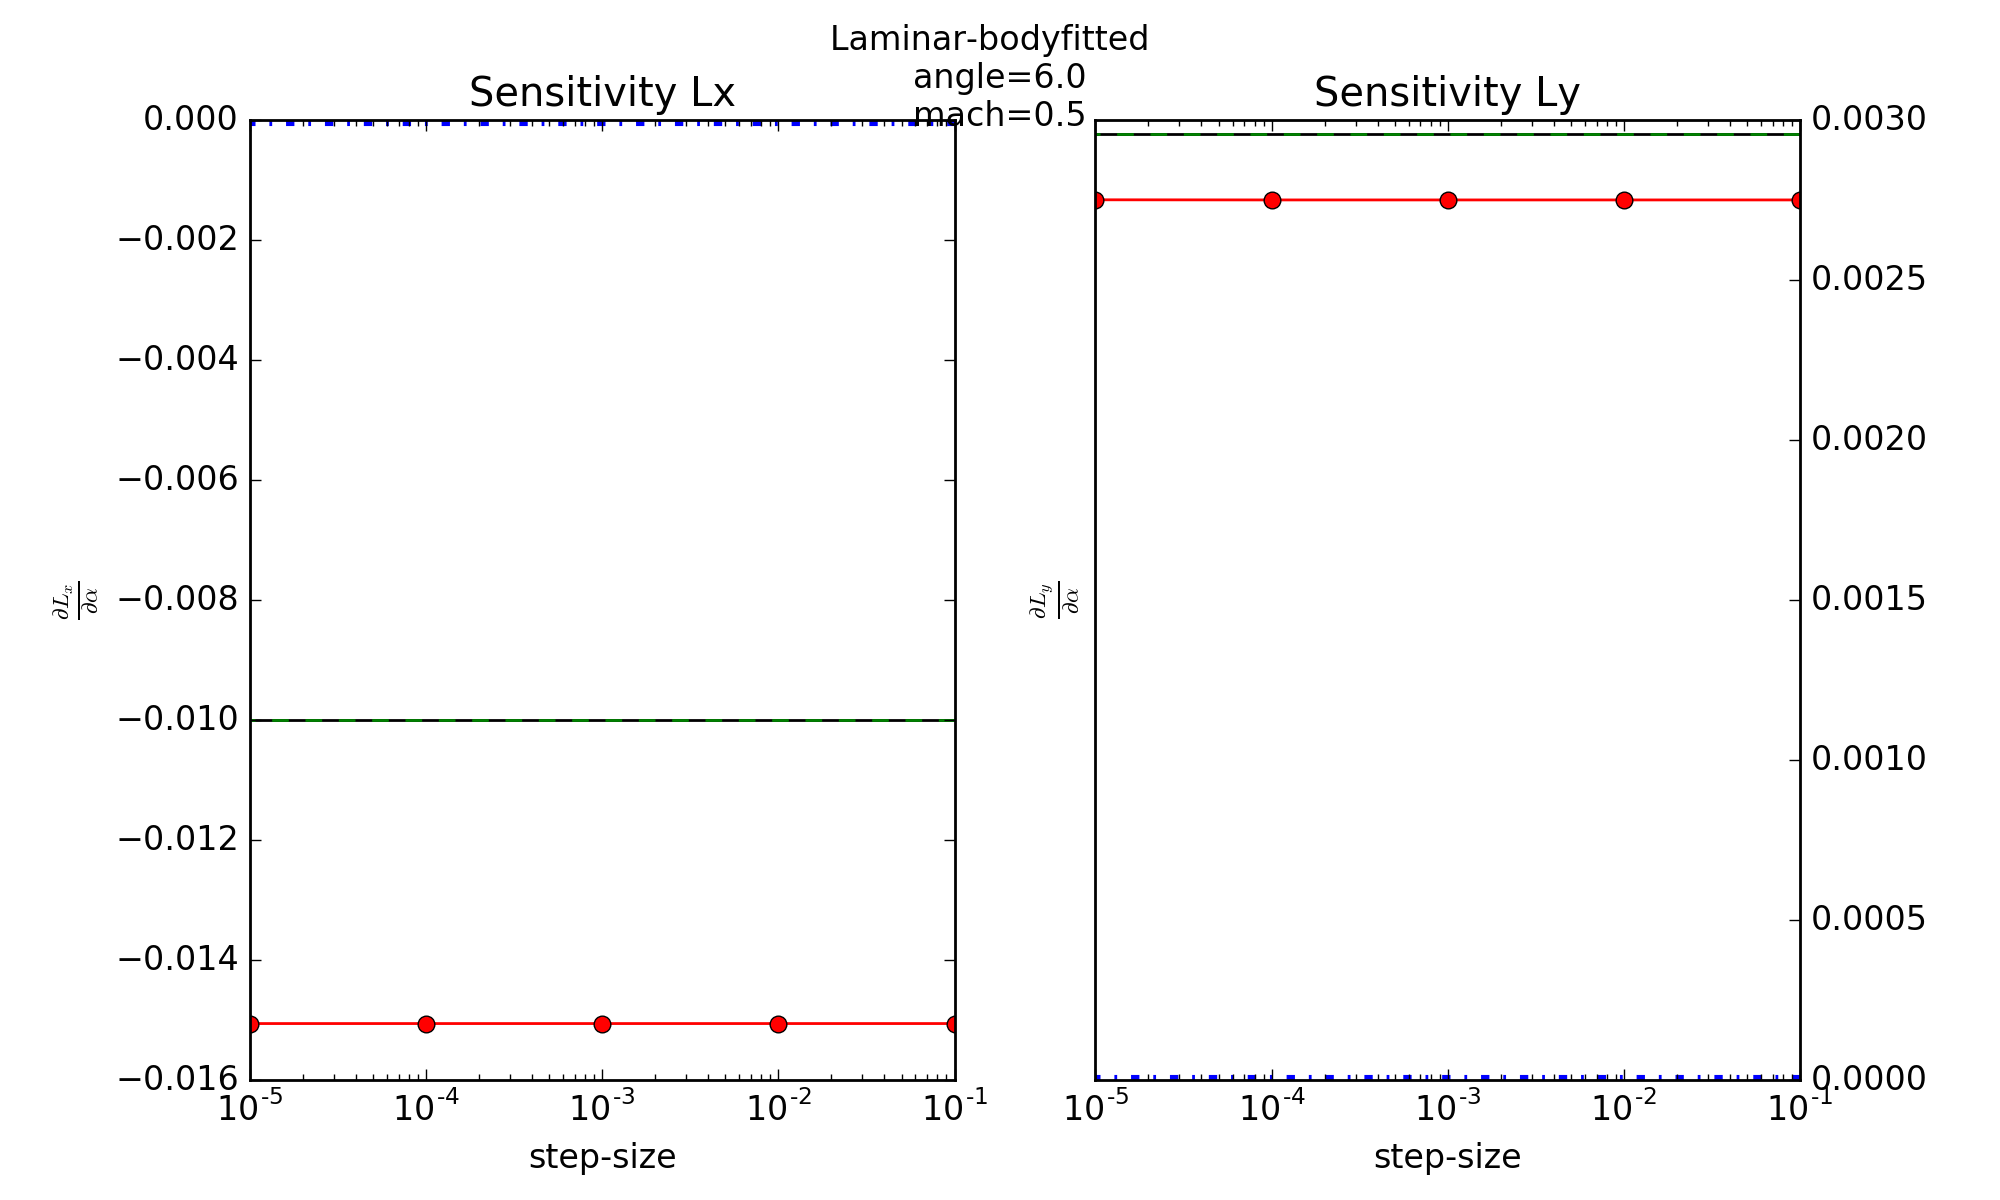 Laminar-bodyfitted
angle=6.0
mach=0.5
Sensitivity Lx
0.000
−0.002
−0.004
−0.006
−0.008
−0.010
−0.012
−0.014
−0.016
∂Lₓ/∂α
10⁻⁵ 10⁻⁴ 10⁻³ 10⁻² 10⁻¹
step-size
Sensitivity Ly
0.0030
0.0025
0.0020
0.0015
0.0010
0.0005
0.0000
∂L_y/∂α
10⁻⁵ 10⁻⁴ 10⁻³ 10⁻² 10⁻¹
step-size